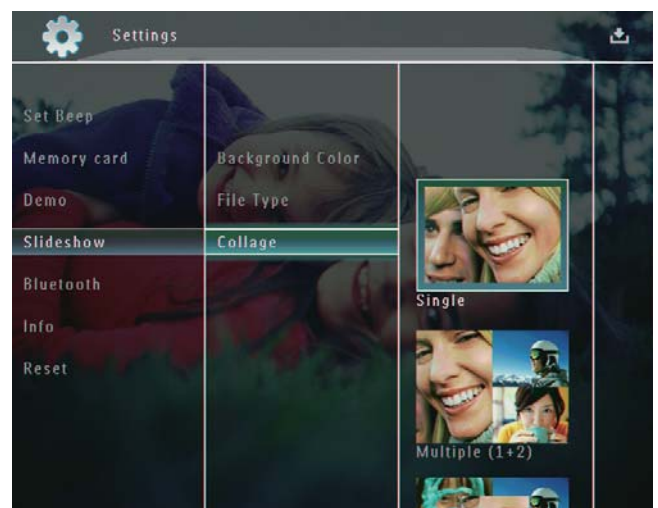 Settings
Set Beep
Memory card
Demo
Slideshow
Bluetooth
Info
Reset
Background Color
File Type
Collage
Single
Multiple (1+2)